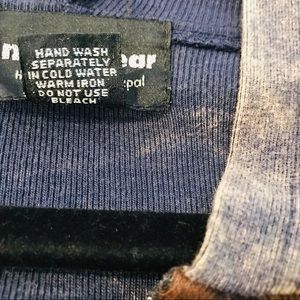 HAND WASH
SEPARATELY
IN COLD WATER
WARM IRON
DO NOT USE
BLEACH